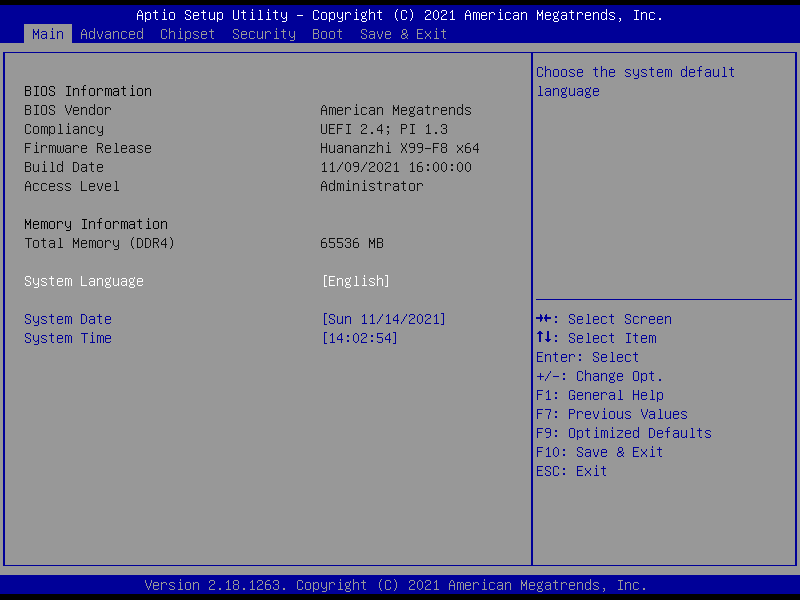 Aptio Setup Utility – Copyright (C) 2021 American Megatrends, Inc.
Main Advanced Chipset Security Boot Save & Exit
BIOS Information
BIOS Vendor American Megatrends
Compliancy UEFI 2.4; PI 1.3
Firmware Release Huananzhi X99-F8 x64
Build Date 11/09/2021 16:00:00
Access Level Administrator
Memory Information
Total Memory (DDR4) 65536 MB
System Language [English]
System Date [Sun 11/14/2021]
System Time [14:02:54]
Choose the system default
language
→←: Select Screen
↑↓: Select Item
Enter: Select
+/-: Change Opt.
F1: General Help
F7: Previous Values
F9: Optimized Defaults
F10: Save & Exit
ESC: Exit
Version 2.18.1263. Copyright (C) 2021 American Megatrends, Inc.